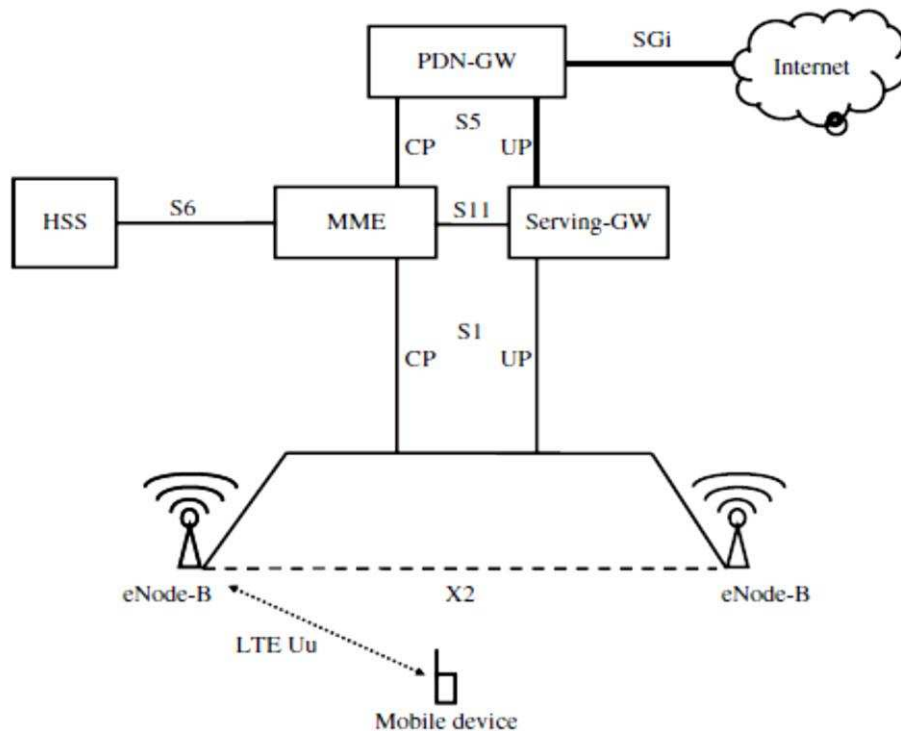 SGi
PDN-GW
Internet
S5
CP
UP
HSS
S6
MME
S11
Serving-GW
S1
CP
UP
eNode-B
X2
eNode-B
LTE Uu
Mobile device